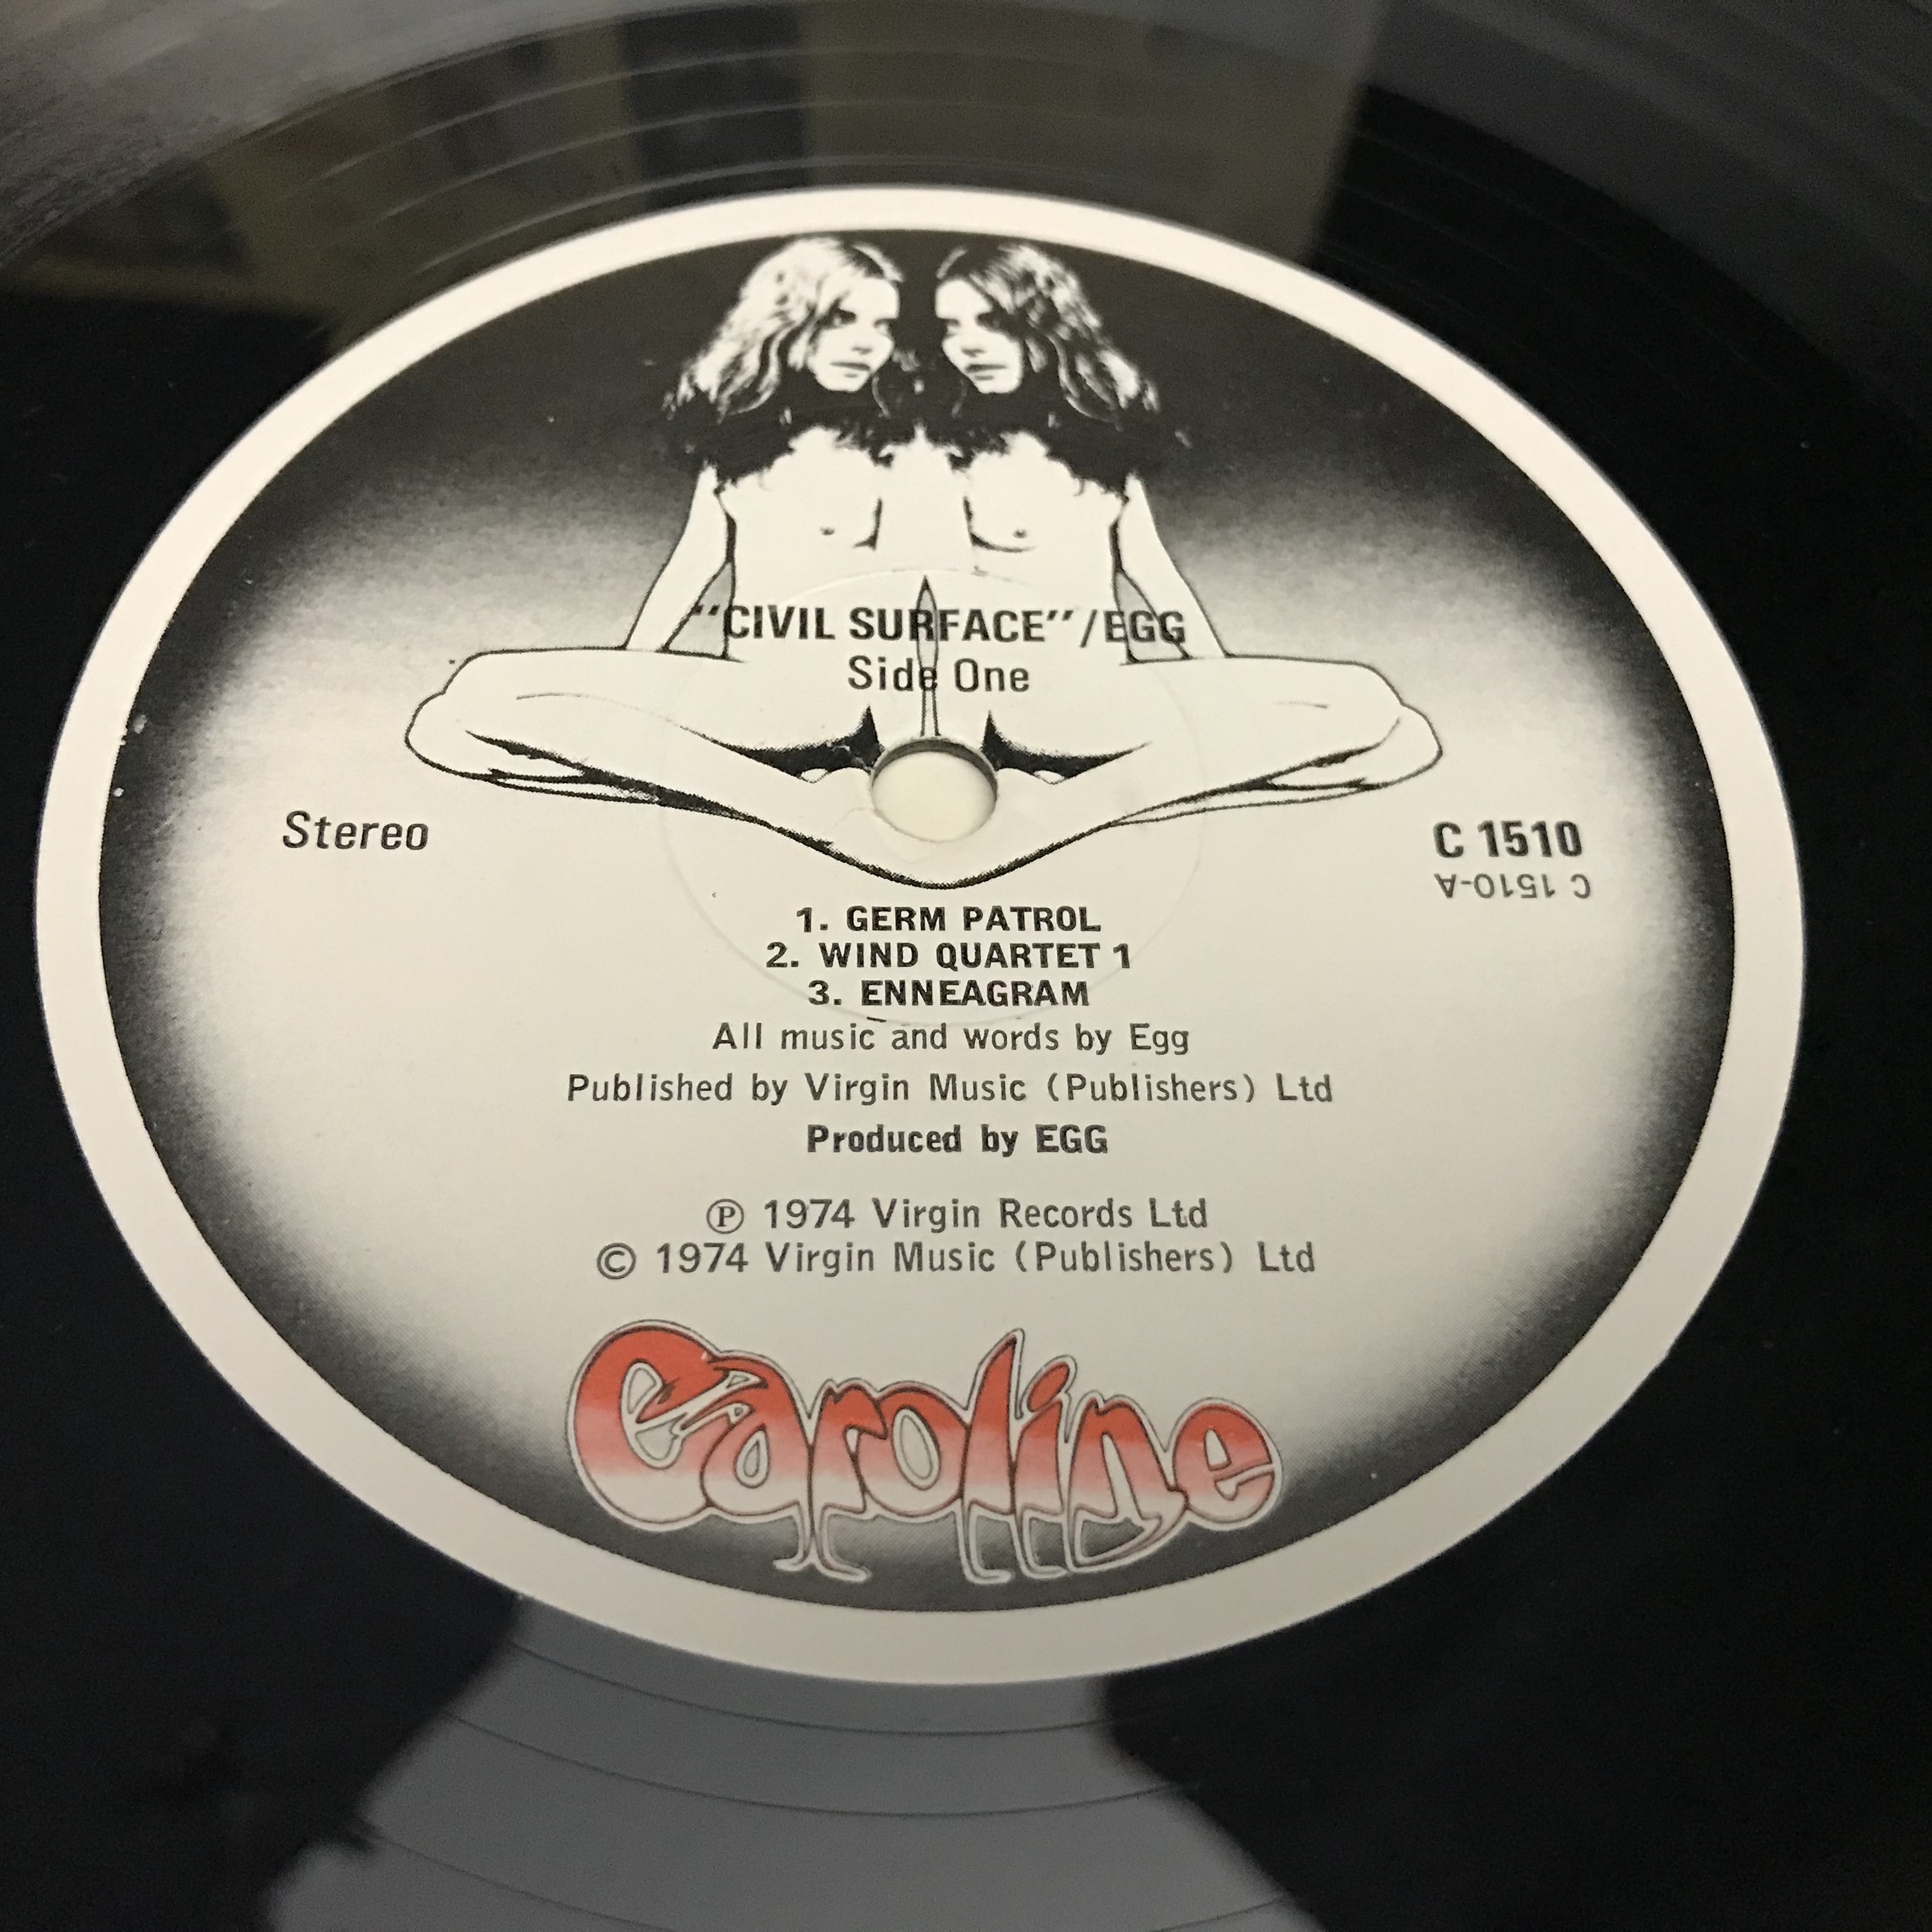 "CIVIL SURFACE"/EGG
Side One
Stereo
C 1510
C 1510-A
1. GERM PATROL
2. WIND QUARTET 1
3. ENNEAGRAM
All music and words by Egg
Published by Virgin Music (Publishers) Ltd
Produced by EGG
℗ 1974 Virgin Records Ltd
© 1974 Virgin Music (Publishers) Ltd
Caroline